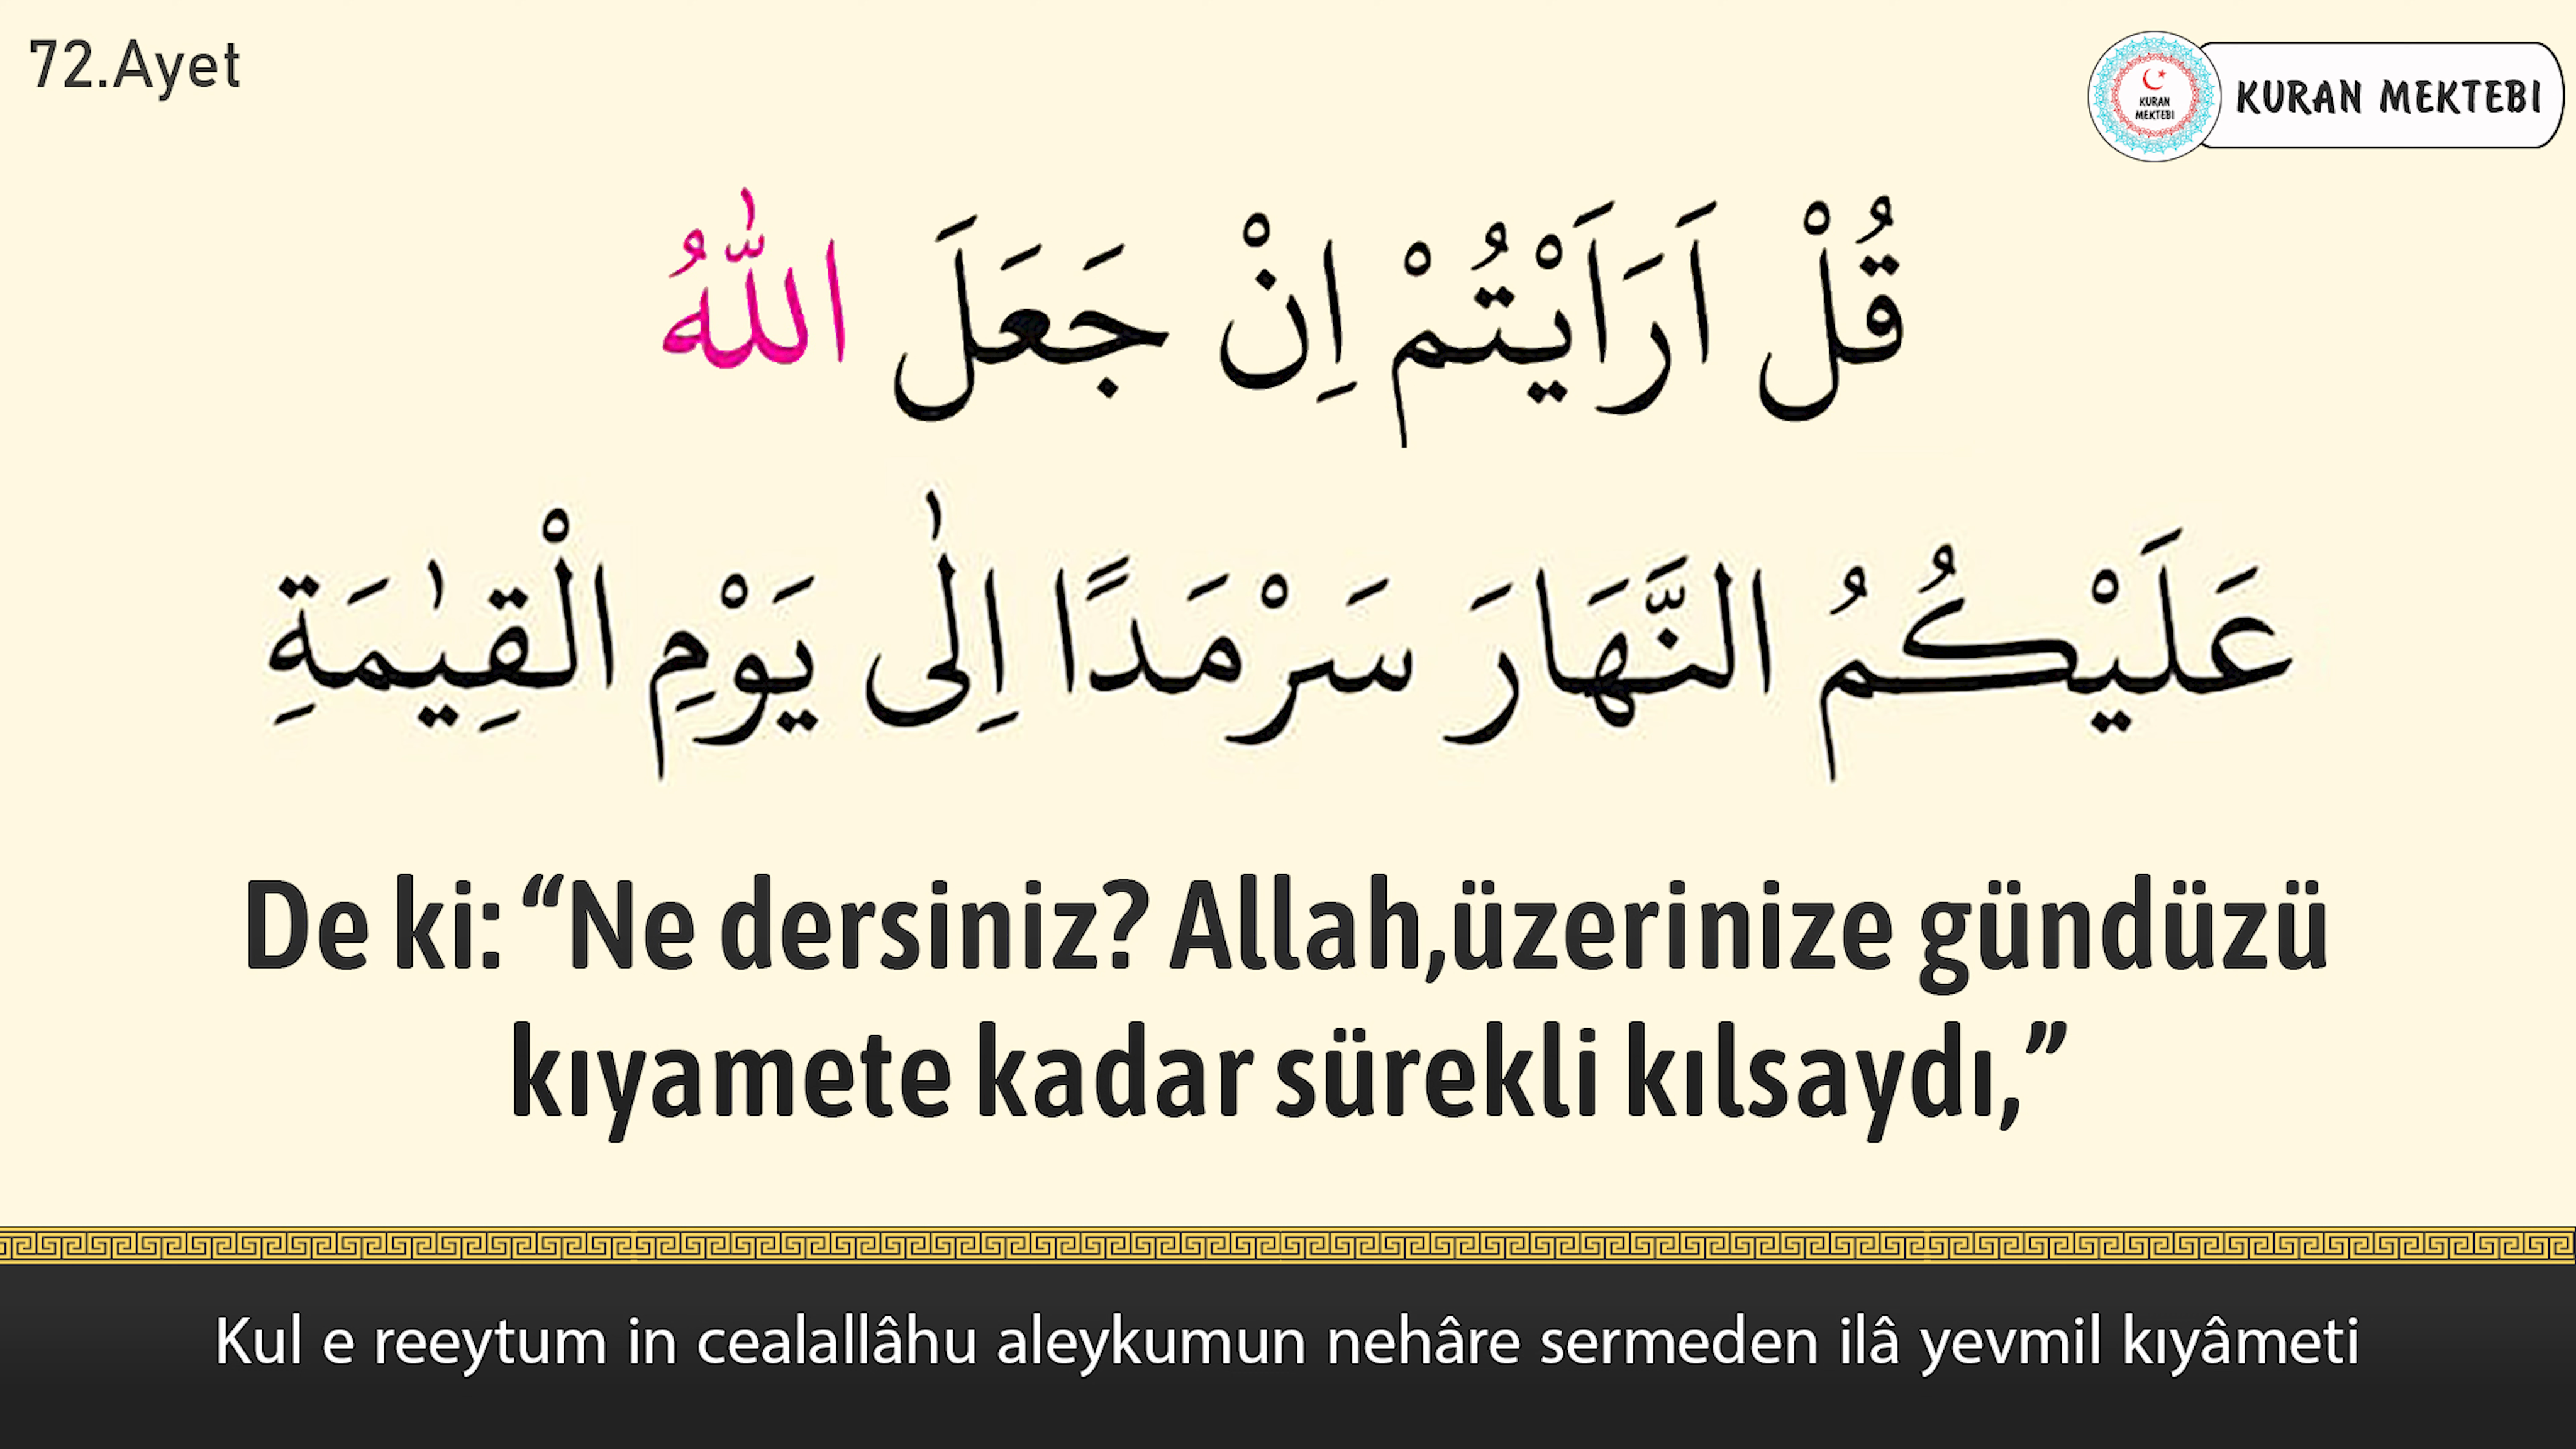 72.Ayet
KURAN
MEKTEBI
KURAN MEKTEBI
قُلْ اَرَاَيْتُمْ اِنْ جَعَلَ اللّٰهُ
عَلَيْكُمُ النَّهَارَ سَرْمَدًا اِلٰى يَوْمِ الْقِيٰمَةِ
De ki: “Ne dersiniz? Allah,üzerinize gündüzü
kıyamete kadar sürekli kılsaydı,”
Kul e reeytum in cealallâhu aleykumun nehâre sermeden ilâ yevmil kıyâmeti